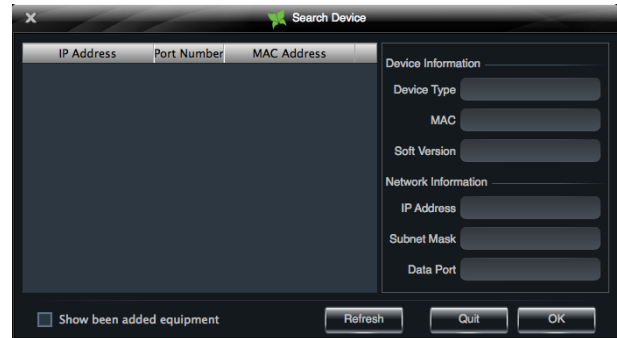 Search Device
IP Address Port Number MAC Address
Device Information
Device Type
MAC
Soft Version
Network Information
IP Address
Subnet Mask
Data Port
Show been added equipment
Refresh Quit OK